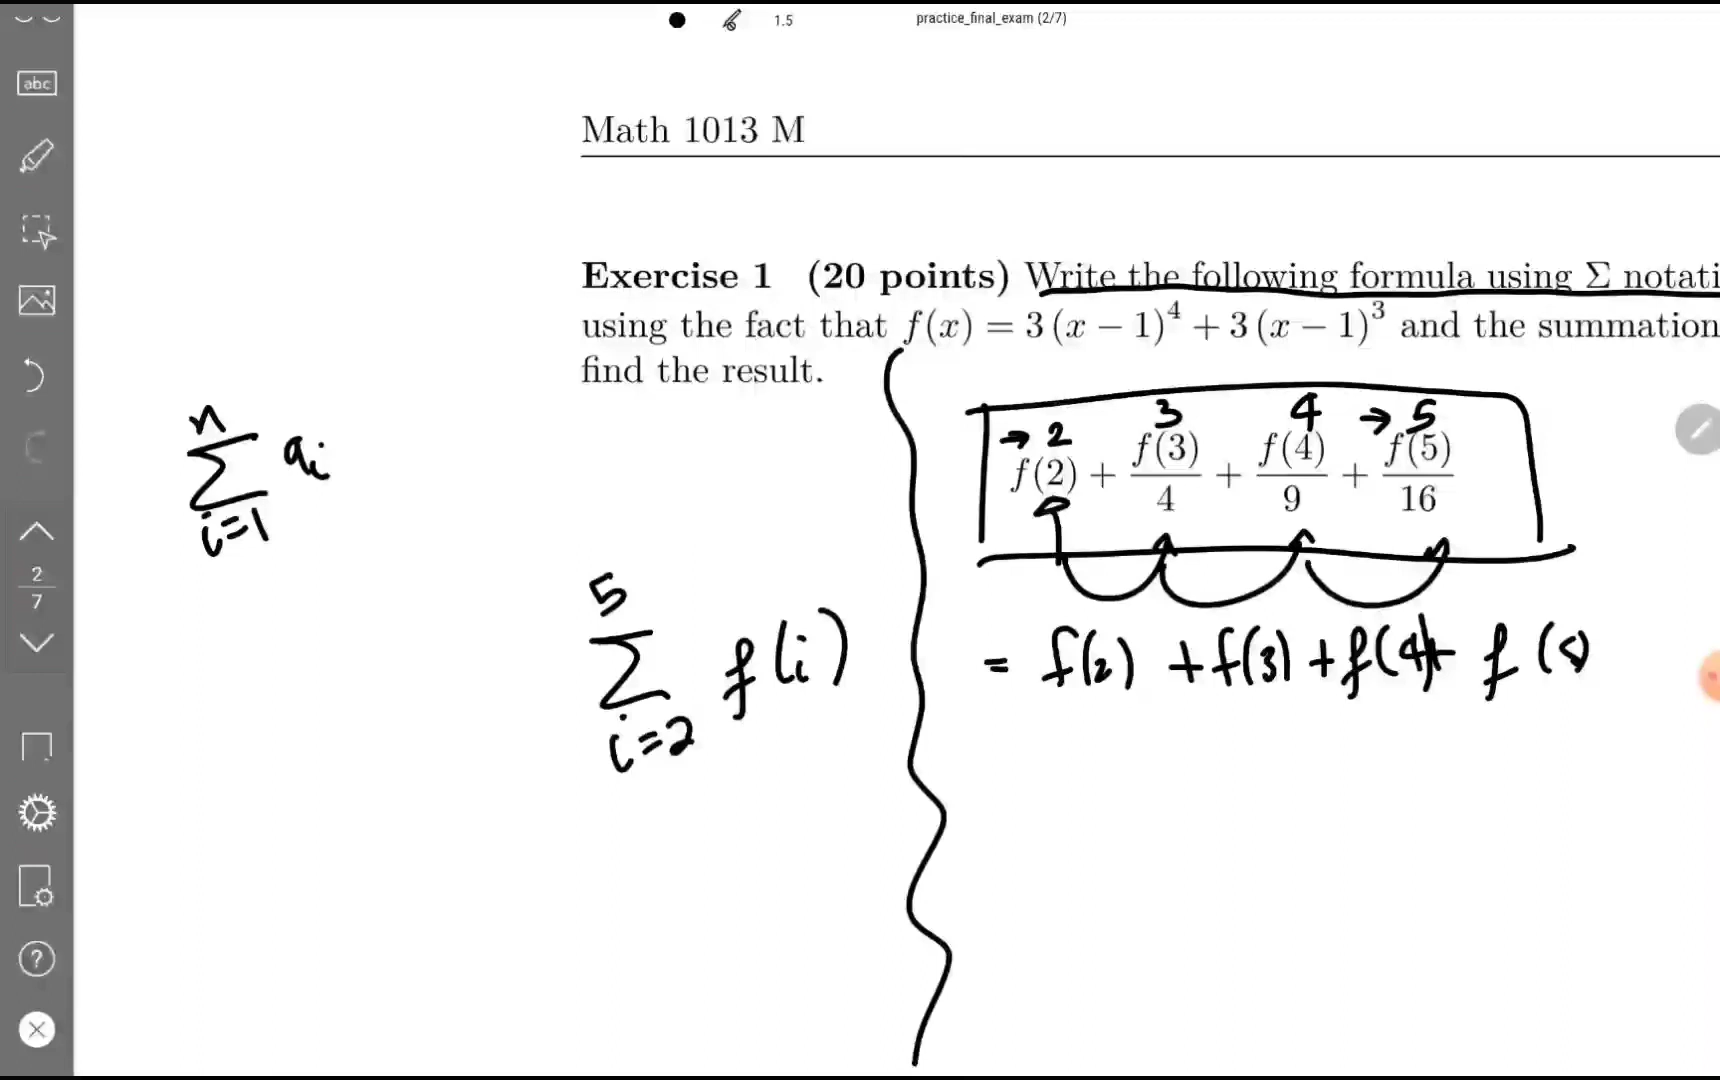 1.5 practice_final_exam (2/7)
abc
Math 1013 M
Exercise 1 (20 points) Write the following formula using Σ notati
using the fact that f(x) = 3 (x − 1)⁴ + 3 (x − 1)³ and the summation
find the result.
→ 2 3 4 → 5
f(2) + f(3)/4 + f(4)/9 + f(5)/16
n
∑ aᵢ
i=1
5
∑ f(i) = f(2) + f(3) + f(4) + f(5)
i=2
2
7
?